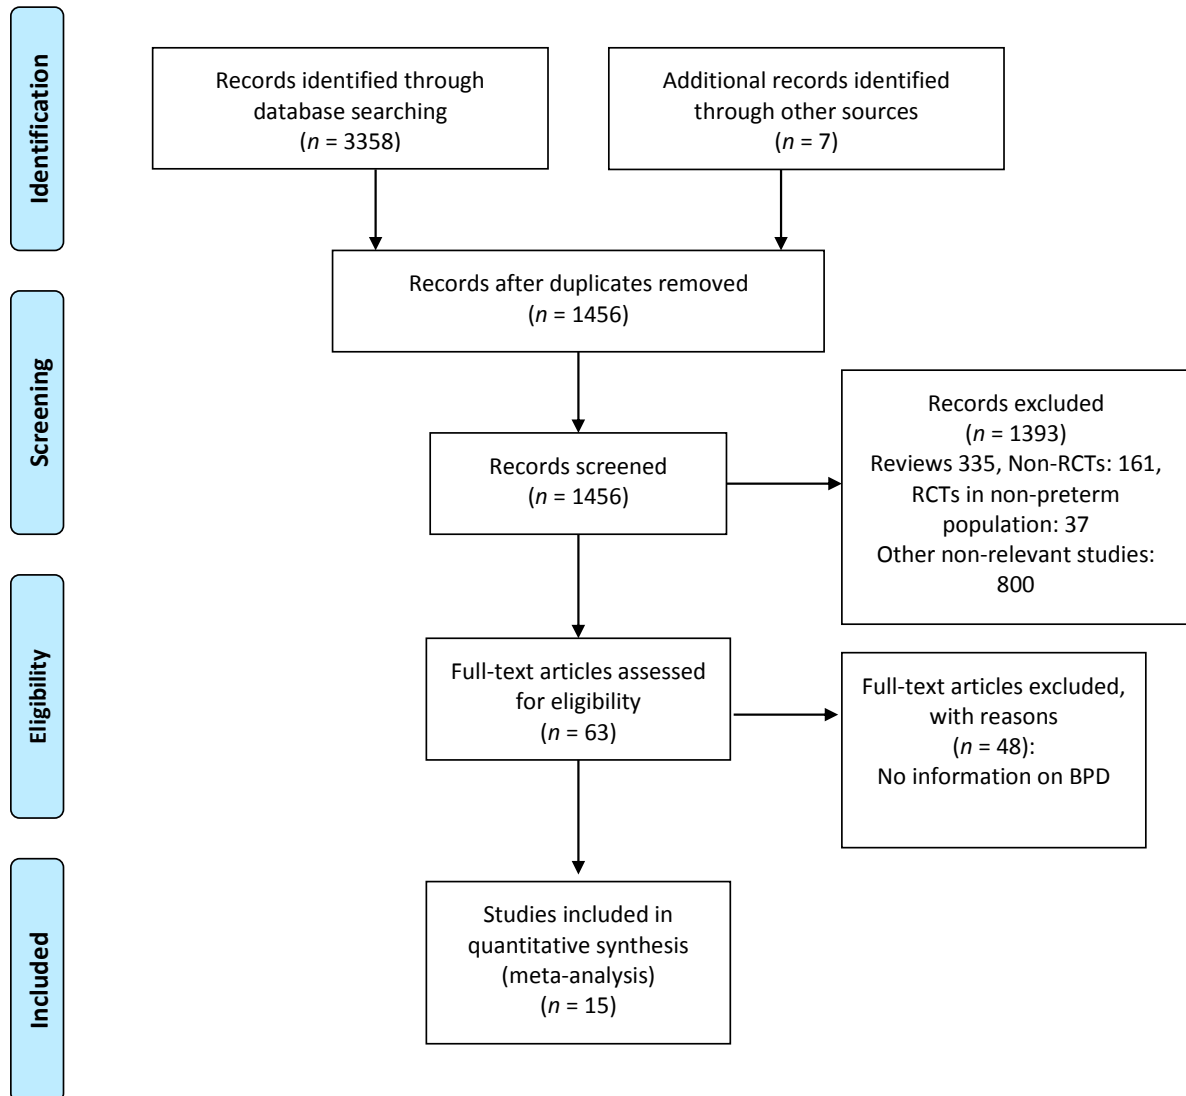 Identification
Records identified through
database searching
(n = 3358)
Additional records identified
through other sources
(n = 7)
Records after duplicates removed
(n = 1456)
Screening
Records screened
(n = 1456)
Records excluded
(n = 1393)
Reviews 335, Non-RCTs: 161,
RCTs in non-preterm
population: 37
Other non-relevant studies:
800
Eligibility
Full-text articles assessed
for eligibility
(n = 63)
Full-text articles excluded,
with reasons
(n = 48):
No information on BPD
Included
Studies included in
quantitative synthesis
(meta-analysis)
(n = 15)